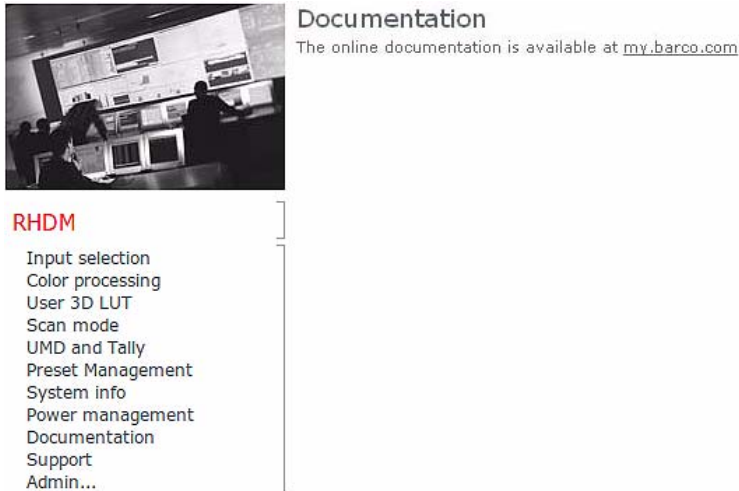 Documentation
The online documentation is available at my.barco.com
RHDM
Input selection
Color processing
User 3D LUT
Scan mode
UMD and Tally
Preset Management
System info
Power management
Documentation
Support
Admin...